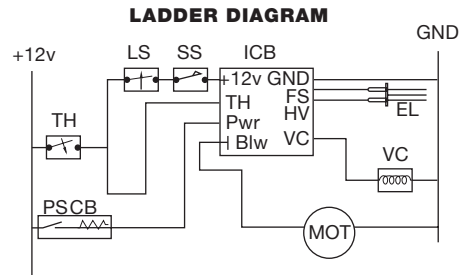 LADDER DIAGRAM
GND
+12v
LS SS ICB
+12v GND
FS
TH HV
EL
TH
Pwr
Blw VC
VC
PSCB
MOT